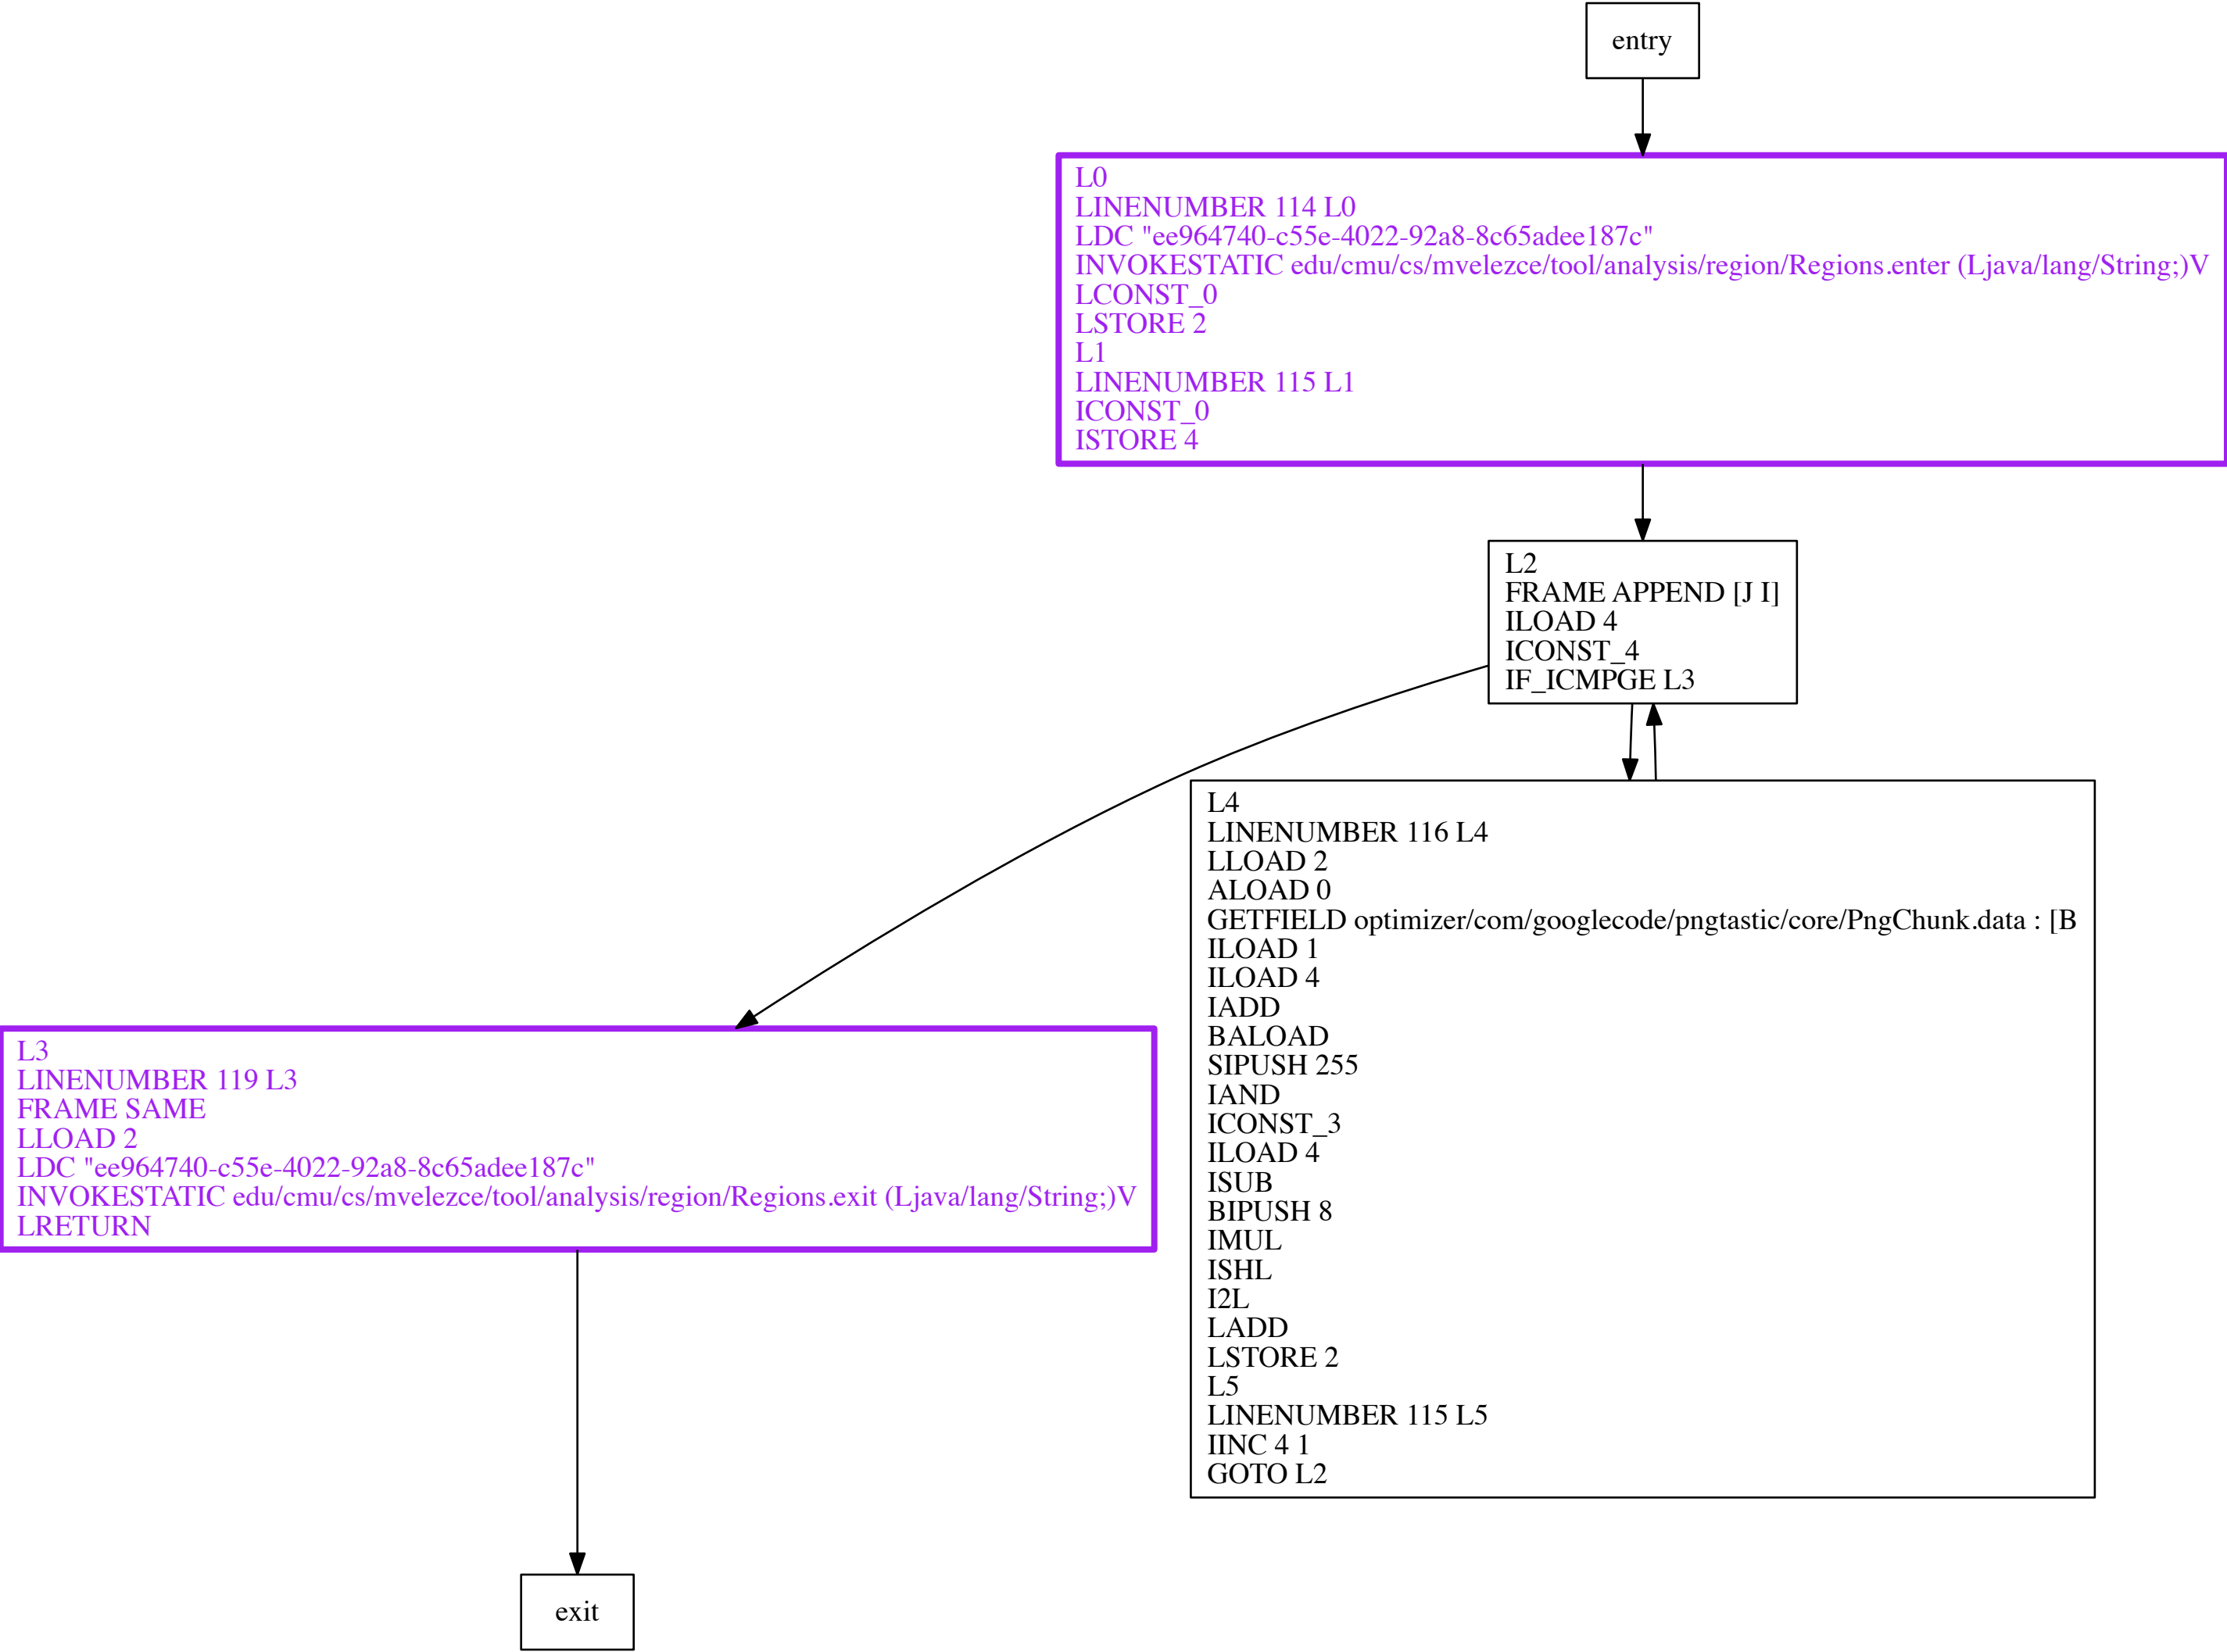 entry
L0
LINENUMBER 114 L0
LDC "ee964740-c55e-4022-92a8-8c65adee187c"
INVOKESTATIC edu/cmu/cs/mvelezce/tool/analysis/region/Regions.enter (Ljava/lang/String;)V
LCONST_0
LSTORE 2
L1
LINENUMBER 115 L1
ICONST_0
ISTORE 4
L2
FRAME APPEND [J I]
ILOAD 4
ICONST_4
IF_ICMPGE L3
L4
LINENUMBER 116 L4
LLOAD 2
ALOAD 0
GETFIELD optimizer/com/googlecode/pngtastic/core/PngChunk.data : [B
ILOAD 1
ILOAD 4
IADD
BALOAD
SIPUSH 255
IAND
ICONST_3
ILOAD 4
ISUB
BIPUSH 8
IMUL
ISHL
I2L
LADD
LSTORE 2
L5
LINENUMBER 115 L5
IINC 4 1
GOTO L2
L3
LINENUMBER 119 L3
FRAME SAME
LLOAD 2
LDC "ee964740-c55e-4022-92a8-8c65adee187c"
INVOKESTATIC edu/cmu/cs/mvelezce/tool/analysis/region/Regions.exit (Ljava/lang/String;)V
LRETURN
exit